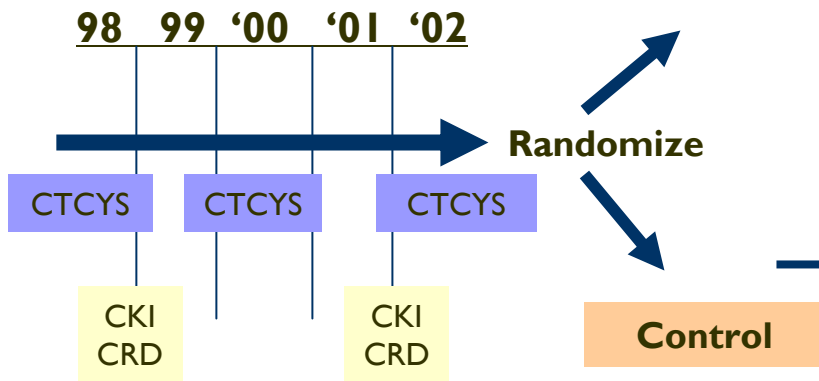 98 99 ‘00 ‘01 ‘02
Randomize
CTCYS CTCYS CTCYS
CKI
CRD
CKI
CRD
Control